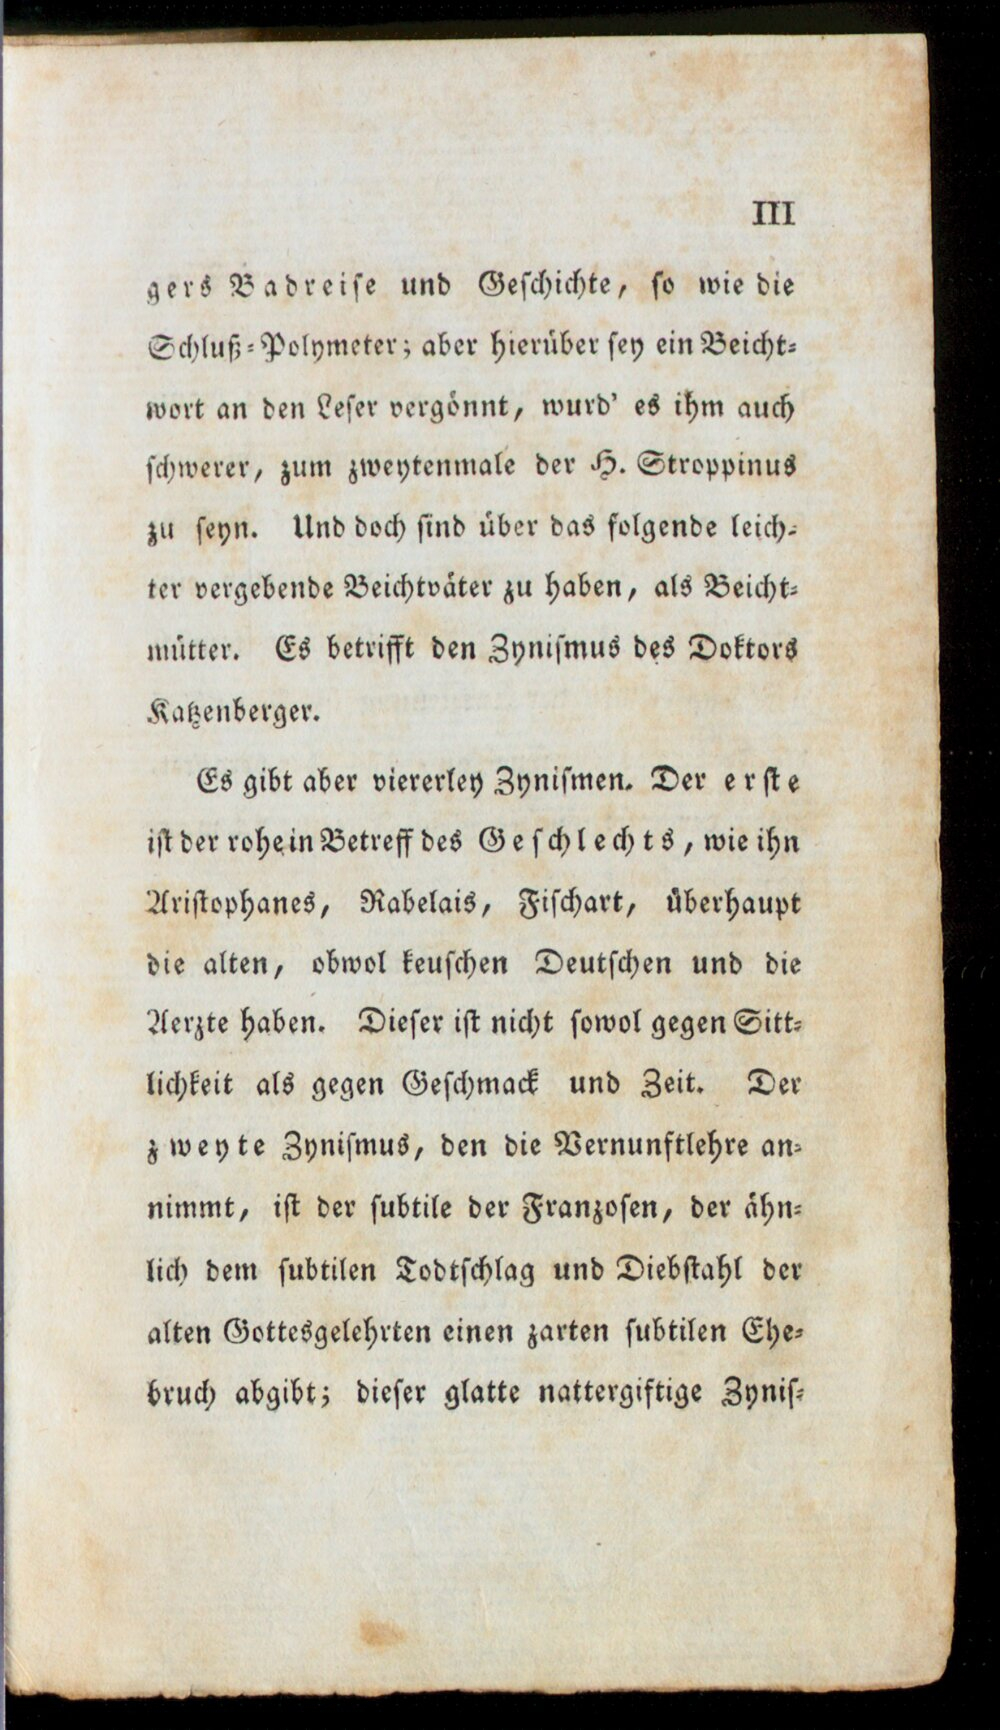 III
gers Badreise und Geschichte, so wie die
Schluß-Polymeter; aber hierüber sey ein Beicht-
wort an den Leser vergönnt, wurd' es ihm auch
schwerer, zum zweytenmale der H. Stroppinus
zu seyn. Und doch sind über das folgende leich-
ter vergebende Beichtväter zu haben, als Beicht-
mütter. Es betrifft den Zynismus des Doktors
Katzenberger.
Es gibt aber viererley Zynismen. Der erste
ist der rohe in Betreff des Geschlechts, wie ihn
Aristophanes, Rabelais, Fischart, überhaupt
die alten, obwol keuschen Deutschen und die
Aerzte haben. Dieser ist nicht sowol gegen Sitt-
lichkeit als gegen Geschmack und Zeit. Der
zweyte Zynismus, den die Vernunftlehre an-
nimmt, ist der subtile der Franzosen, der ähn-
lich dem subtilen Todtschlag und Diebstahl der
alten Gottesgelehrten einen zarten subtilen Ehe-
bruch abgibt; dieser glatte nattergiftige Zynis-